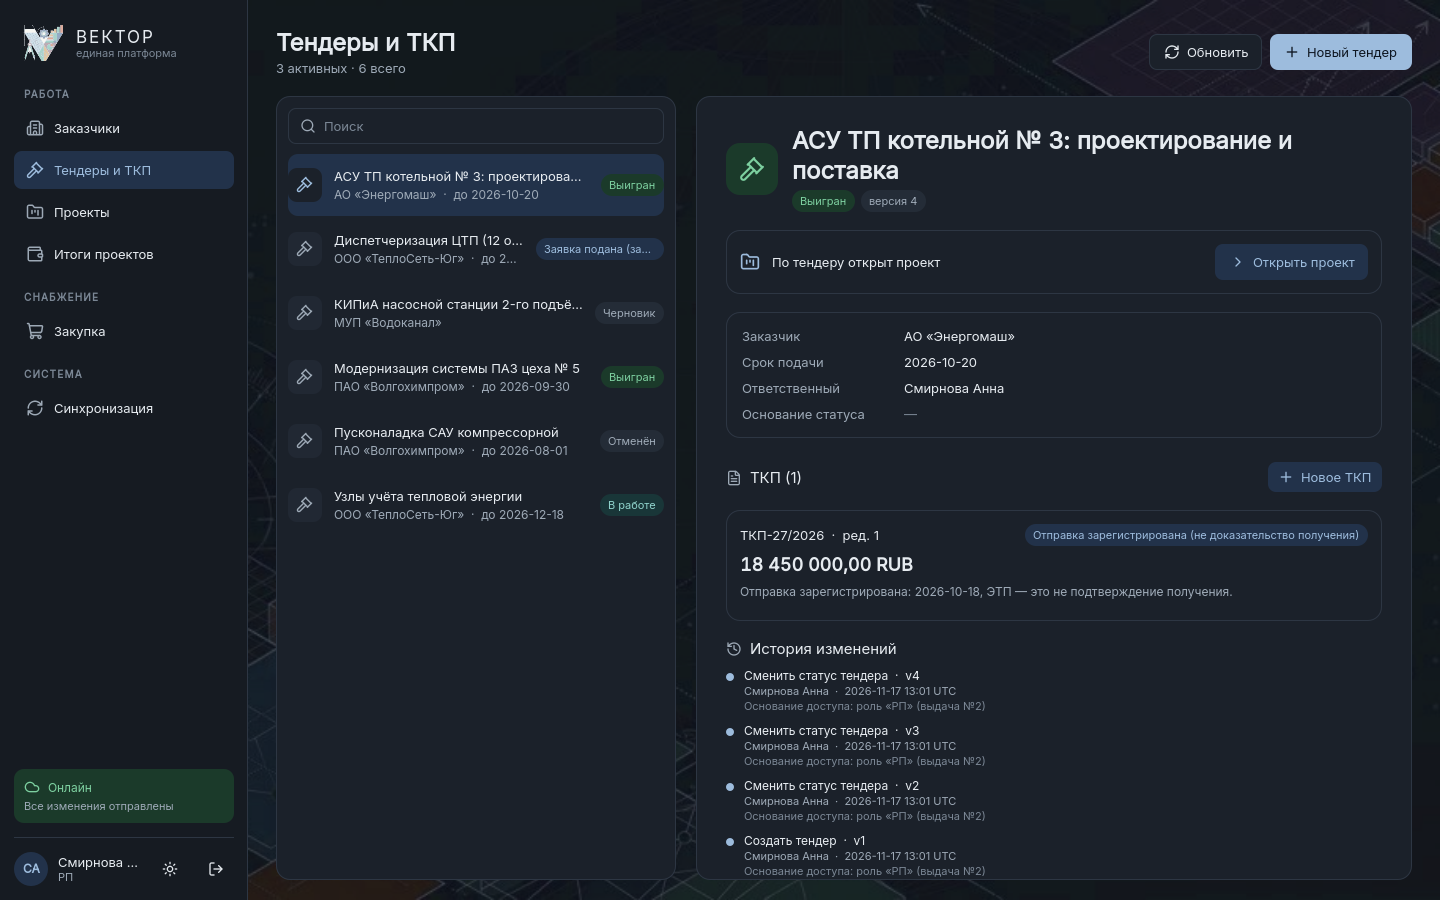 ВЕКТОР
единая платформа
РАБОТА
Заказчики
Тендеры и ТКП
Проекты
Итоги проектов
СНАБЖЕНИЕ
Закупка
СИСТЕМА
Синхронизация
Онлайн
Все изменения отправлены
СА
Смирнова ...
РП
Тендеры и ТКП
3 активных · 6 всего
Обновить
Новый тендер
Поиск
АСУ ТП котельной № 3: проектирова...
АО «Энергомаш» · до 2026-10-20
Выигран
Диспетчеризация ЦТП (12 о...
ООО «ТеплоСеть-Юг» · до 2...
Заявка подана (за...
КИПиА насосной станции 2-го подъё...
МУП «Водоканал»
Черновик
Модернизация системы ПАЗ цеха № 5
ПАО «Волгохимпром» · до 2026-09-30
Выигран
Пусконаладка САУ компрессорной
ПАО «Волгохимпром» · до 2026-08-01
Отменён
Узлы учёта тепловой энергии
ООО «ТеплоСеть-Юг» · до 2026-12-18
В работе
АСУ ТП котельной № 3: проектирование и
поставка
Выигран
версия 4
По тендеру открыт проект
Открыть проект
Заказчик АО «Энергомаш»
Срок подачи 2026-10-20
Ответственный Смирнова Анна
Основание статуса —
ТКП (1)
Новое ТКП
ТКП-27/2026 · ред. 1
Отправка зарегистрирована (не доказательство получения)
18 450 000,00 RUB
Отправка зарегистрирована: 2026-10-18, ЭТП — это не подтверждение получения.
История изменений
Сменить статус тендера · v4
Смирнова Анна · 2026-11-17 13:01 UTC
Основание доступа: роль «РП» (выдача №2)
Сменить статус тендера · v3
Смирнова Анна · 2026-11-17 13:01 UTC
Основание доступа: роль «РП» (выдача №2)
Сменить статус тендера · v2
Смирнова Анна · 2026-11-17 13:01 UTC
Основание доступа: роль «РП» (выдача №2)
Создать тендер · v1
Смирнова Анна · 2026-11-17 13:01 UTC
Основание доступа: роль «РП» (выдача №2)